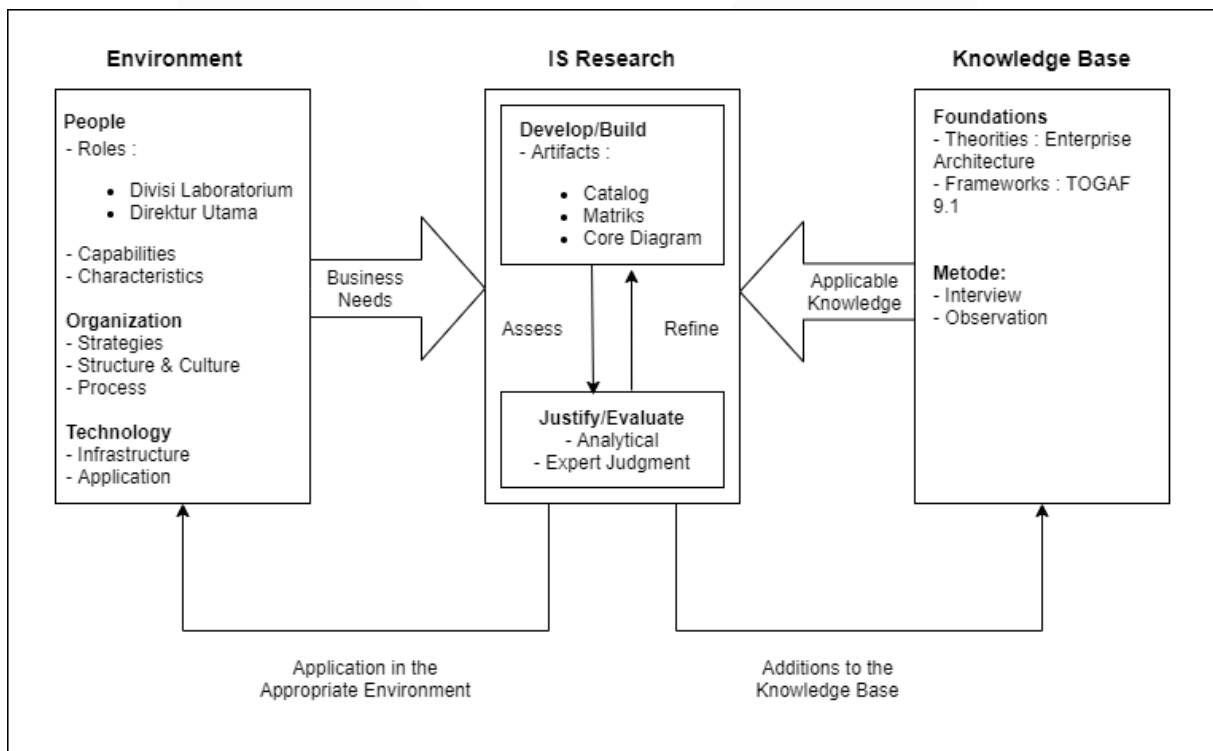 Environment
People
- Roles :
• Divisi Laboratorium
• Direktur Utama
- Capabilities
- Characteristics
Organization
- Strategies
- Structure & Culture
- Process
Technology
- Infrastructure
- Application
Business
Needs
IS Research
Develop/Build
- Artifacts :
• Catalog
• Matriks
• Core Diagram
Assess
Refine
Justify/Evaluate
- Analytical
- Expert Judgment
Applicable
Knowledge
Knowledge Base
Foundations
- Theorities : Enterprise
Architecture
- Frameworks : TOGAF
9.1
Metode:
- Interview
- Observation
Application in the
Appropriate Environment
Additions to the
Knowledge Base